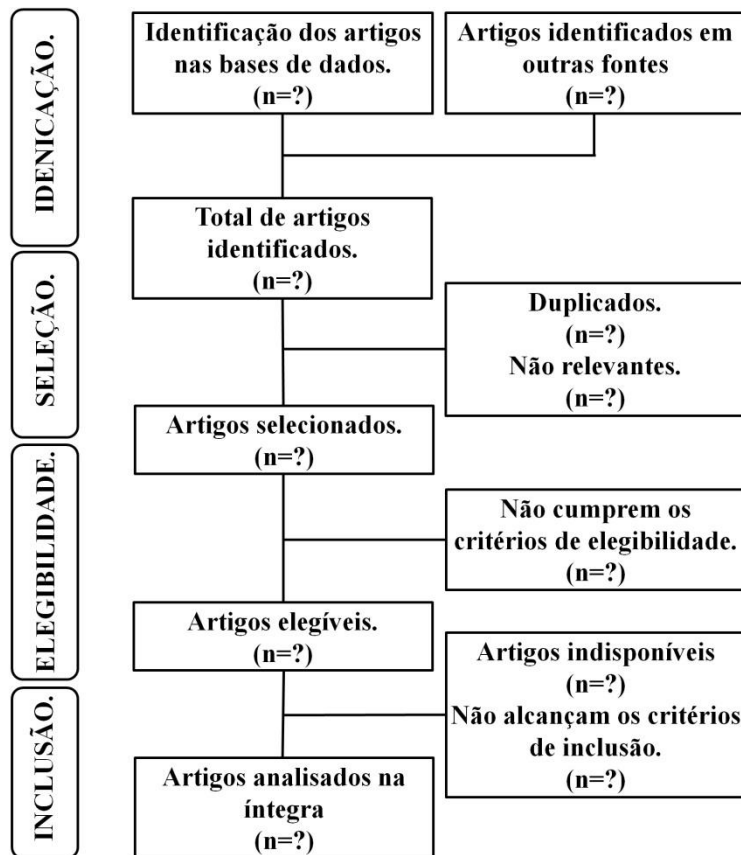 IDENICAÇÃO.
Identificação dos artigos
nas bases de dados.
(n=?)
Artigos identificados em
outras fontes
(n=?)
Total de artigos
identificados.
(n=?)
SELEÇÃO.
Duplicados.
(n=?)
Não relevantes.
(n=?)
Artigos selecionados.
(n=?)
ELEGIBILIDADE.
Não cumprem os
critérios de elegibilidade.
(n=?)
Artigos elegíveis.
(n=?)
Artigos indisponíveis
(n=?)
Não alcançam os critérios
de inclusão.
(n=?)
INCLUSÃO.
Artigos analisados na
íntegra
(n=?)